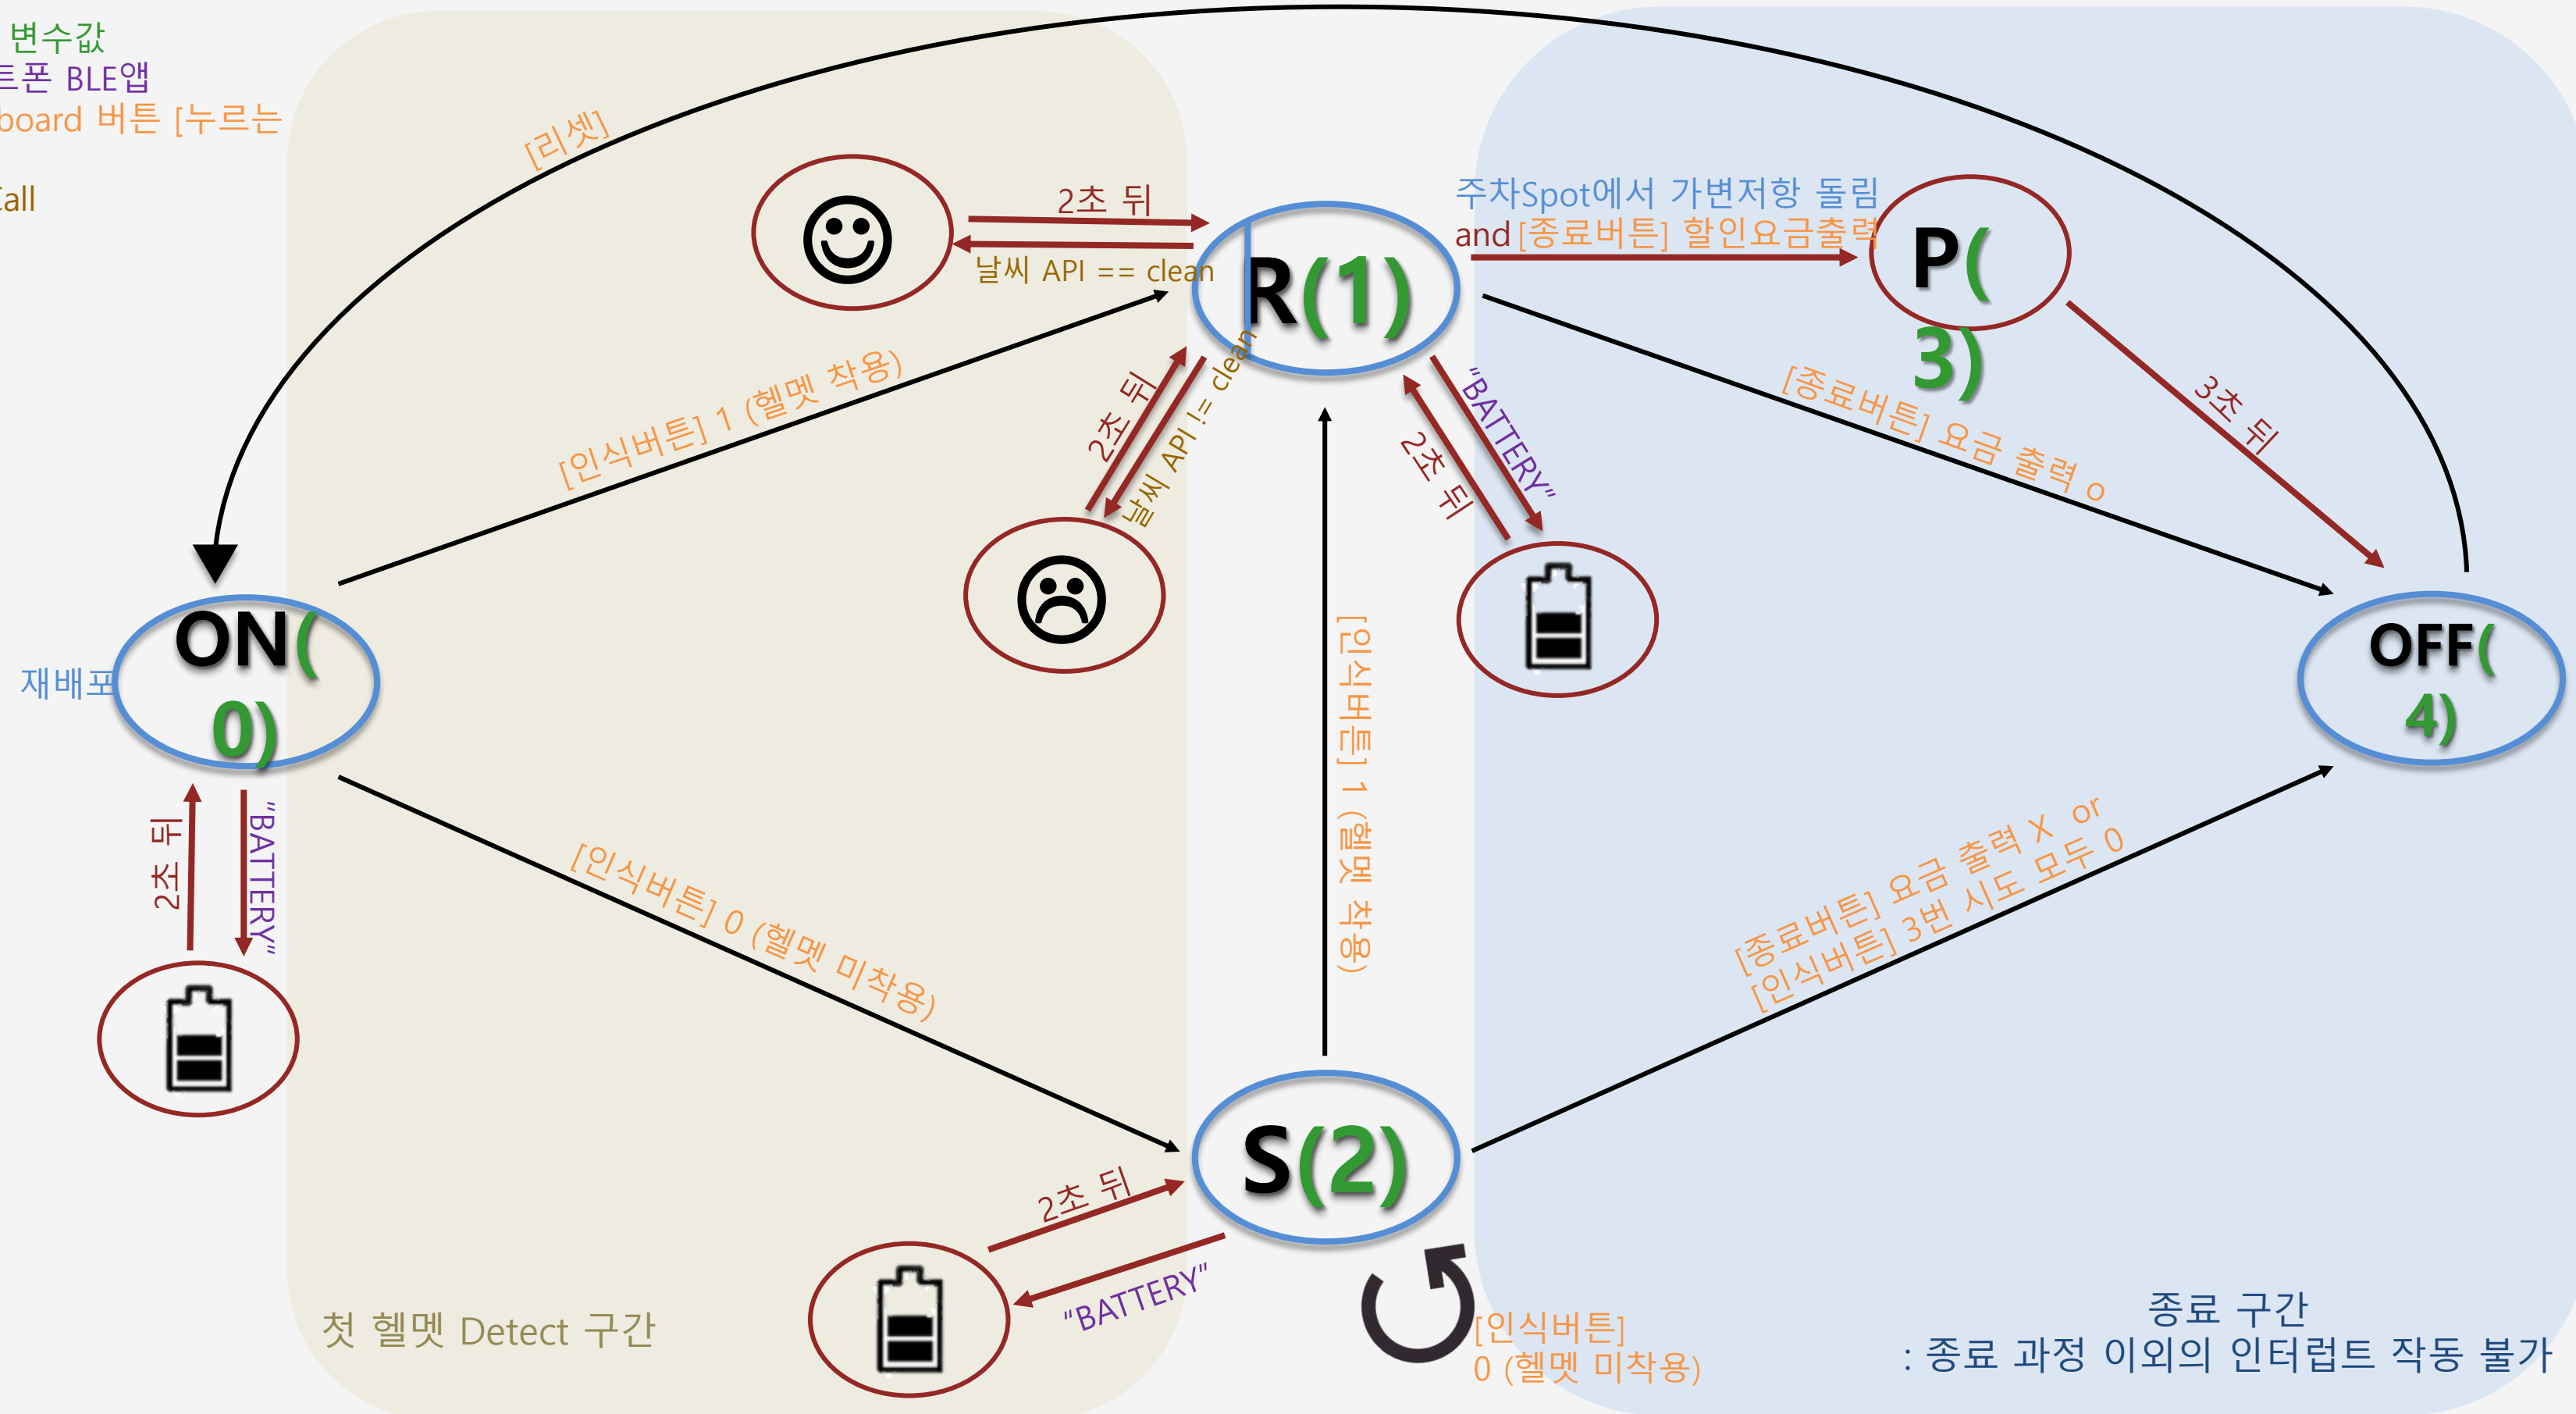 변수값
트폰 BLE앱
board 버튼 [누르는
Call
[리셋]
2초 뒤
날씨 API == clean
R(1)
주차Spot에서 가변저항 돌림
and [종료버튼] 할인요금출력
P(
3)
[인식버튼] 1 (헬멧 착용)
2초 뒤
날씨 API != clean
"BATTERY"
2초 뒤
[종료버튼] 요금 출력 o
3초 뒤
재배포
ON(
0)
OFF(
4)
2초 뒤
"BATTERY"
[인식버튼] 0 (헬멧 미착용)
[인식버튼] 1 (헬멧 착용)
[종료버튼] 요금 출력 X or
[인식버튼] 3번 시도 모두 0
S(2)
2초 뒤
"BATTERY"
[인식버튼]
0 (헬멧 미착용)
첫 헬멧 Detect 구간
종료 구간
: 종료 과정 이외의 인터럽트 작동 불가